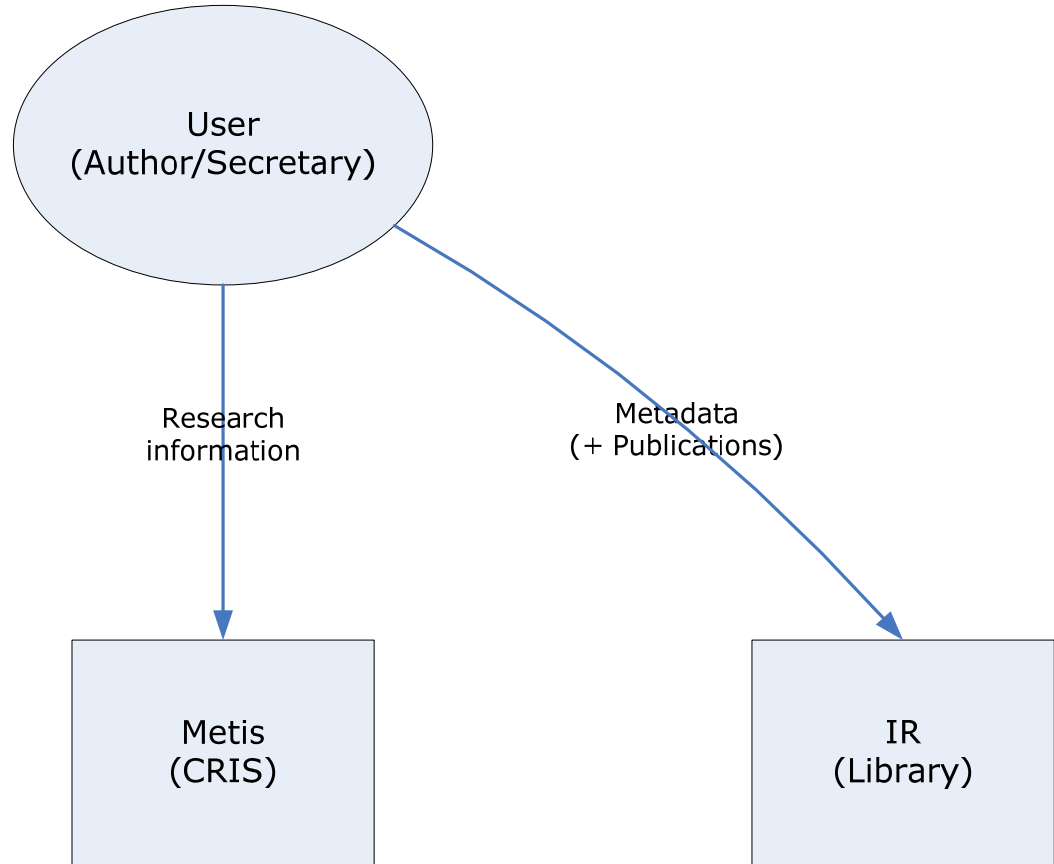 User
(Author/Secretary)
Research
information
Metadata
(+ Publications)
Metis
(CRIS)
IR
(Library)